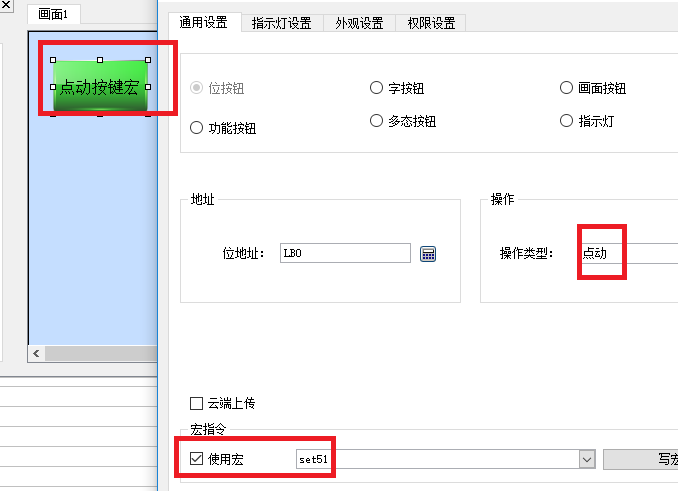 画面1
点动按键宏
通用设置 指示灯设置 外观设置 权限设置
位按钮 字按钮 画面按钮
功能按钮 多态按钮 指示灯
地址 操作
位地址： LB0 操作类型： 点动
云端上传
宏指令
使用宏 set51 写宏